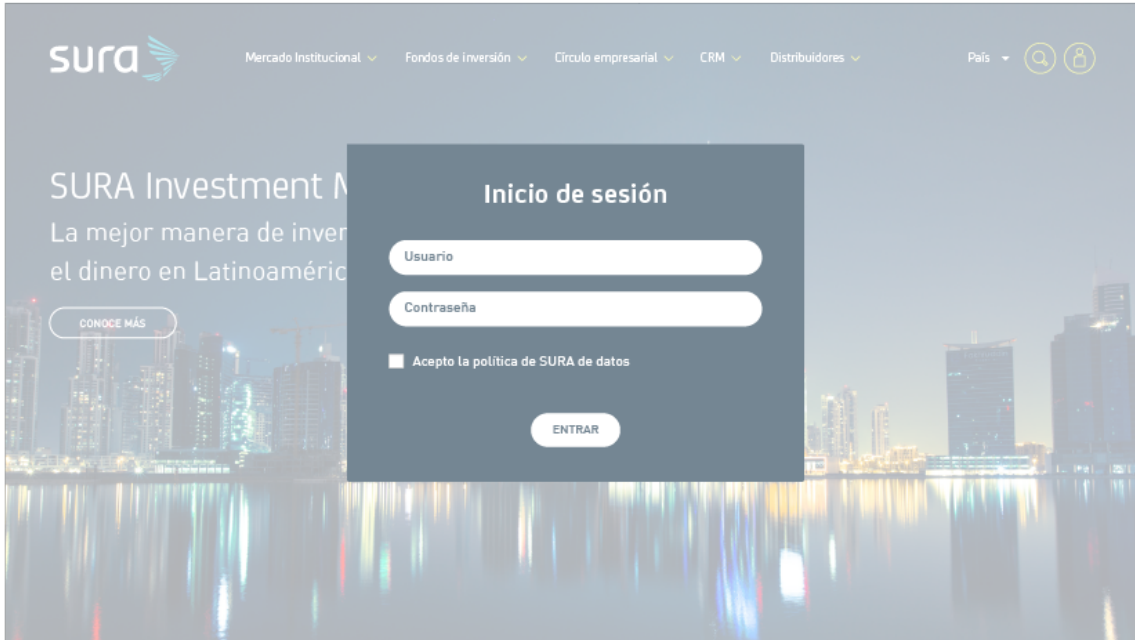 sura
Mercado Institucional
Fondos de inversión
Círculo empresarial
CRM
Distribuidores
País
SURA Investment M
La mejor manera de inver
el dinero en Latinoaméric
CONOCE MÁS
Inicio de sesión
Usuario
Contraseña
Acepto la política de SURA de datos
ENTRAR